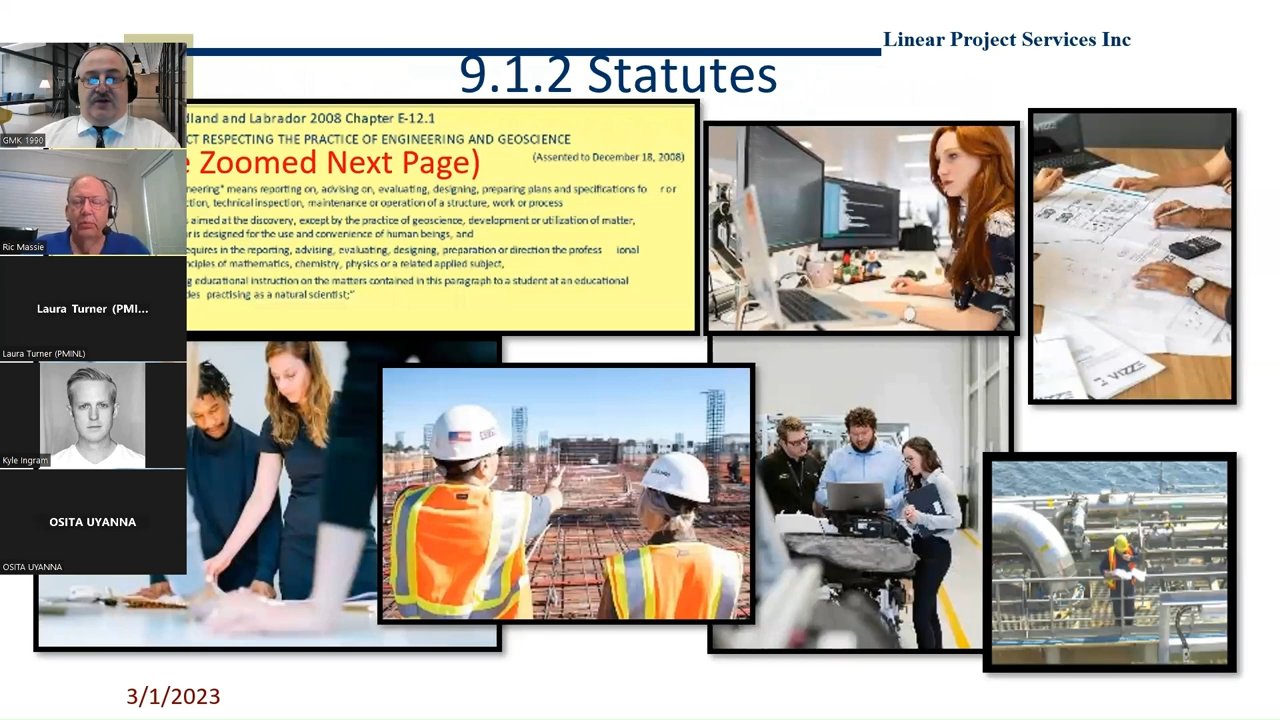 Linear Project Services Inc
9.1.2 Statutes
dland and Labrador 2008 Chapter E-12.1
CT RESPECTING THE PRACTICE OF ENGINEERING AND GEOSCIENCE
Zoomed Next Page)
(Assented to December 18, 2008)
neering" means reporting on, advising on, evaluating, designing, preparing plans and specifications fo r or
ction, technical inspection, maintenance or operation of a structure, work or process
aimed at the discovery, except by the practice of geoscience, development or utilization of matter,
or is designed for the use and convenience of human beings, and
equires in the reporting, advising, evaluating, designing, preparation or direction the profess ional
nciples of mathematics, chemistry, physics or a related applied subject,
g educational instruction on the matters contained in this paragraph to a student at an educational
des practising as a natural scientist;"
GMK 1990
Ric Massie
Laura Turner (PMI...
Laura Turner (PMINL)
Kyle Ingram
OSITA UYANNA
OSITA UYANNA
VIZZE
3/1/2023